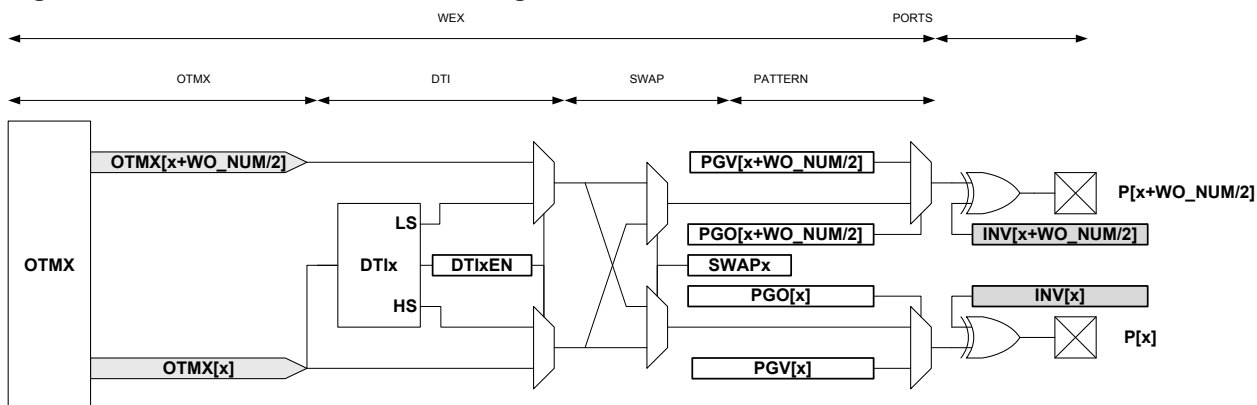 WEX PORTS
OTMX DTI SWAP PATTERN
OTMX[x+WO_NUM/2] PGV[x+WO_NUM/2]
P[x+WO_NUM/2]
LS
PGO[x+WO_NUM/2] INV[x+WO_NUM/2]
OTMX DTIx DTIxEN SWAPx
PGO[x] INV[x]
HS
P[x]
OTMX[x] PGV[x]